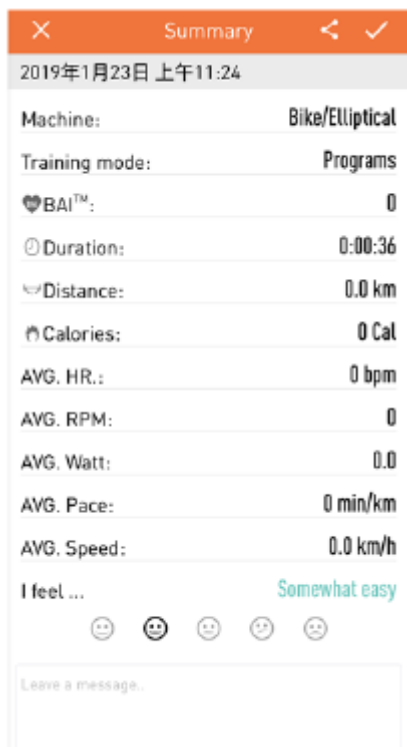 Summary
2019年1月23日 上午11:24
Machine: Bike/Elliptical
Training mode: Programs
BAI™: 0
Duration: 0:00:36
Distance: 0.0 km
Calories: 0 Cal
AVG. HR.: 0 bpm
AVG. RPM: 0
AVG. Watt: 0.0
AVG. Pace: 0 min/km
AVG. Speed: 0.0 km/h
I feel ... Somewhat easy
Leave a message..